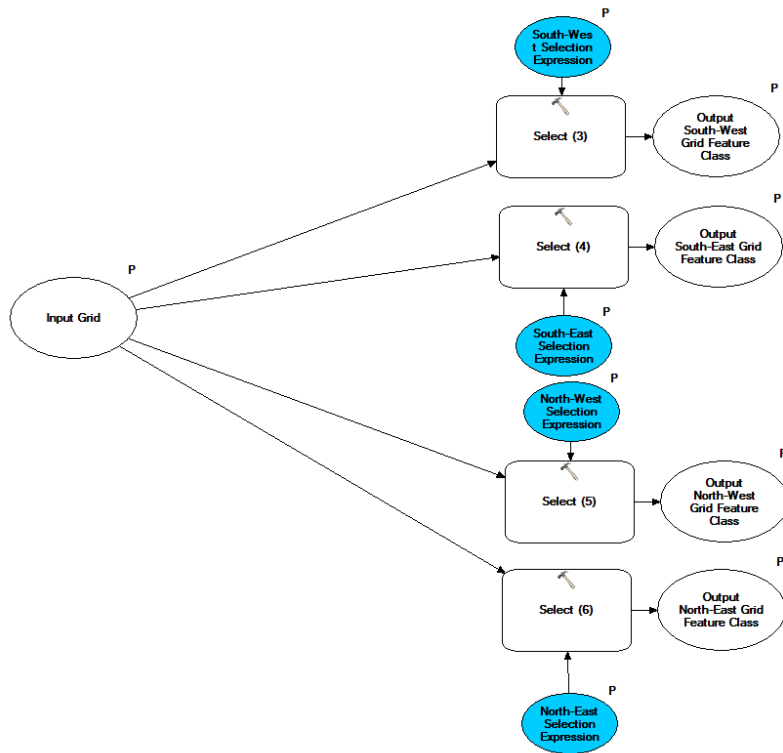 P
South-Wes
t Selection
Expression
P
Select (3)
Output
South-West
Grid Feature
Class
P
Select (4)
Output
South-East Grid
Feature Class
P
Input Grid
P
South-East
Selection
Expression
P
North-West
Selection
Expression
P
Select (5)
Output
North-West
Grid Feature
Class
P
Select (6)
Output
North-East Grid
Feature Class
P
North-East
Selection
Expression